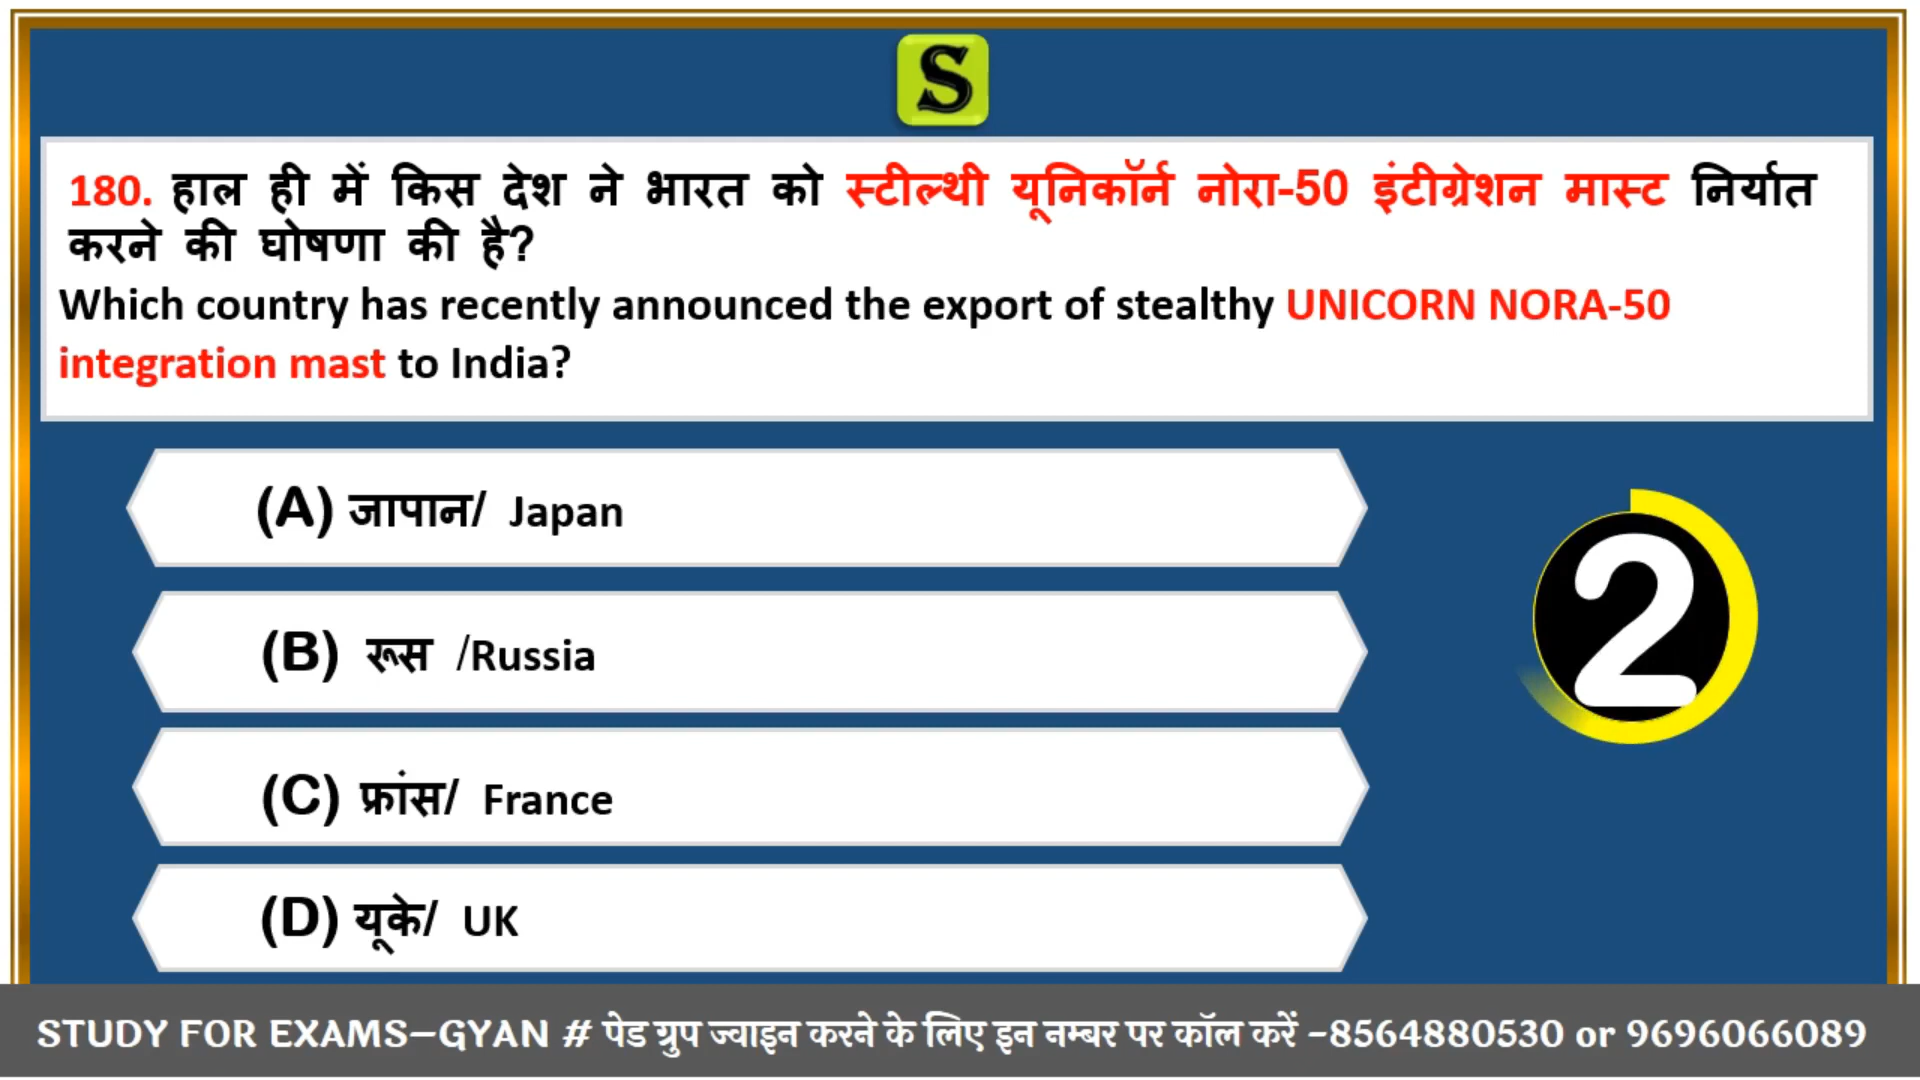 S
180. हाल ही में किस देश ने भारत को स्टील्थी यूनिकॉर्न नोरा-50 इंटीग्रेशन मास्ट निर्यात
करने की घोषणा की है?
Which country has recently announced the export of stealthy UNICORN NORA-50
integration mast to India?
(A) जापान/ Japan
(B) रूस /Russia
2
(C) फ्रांस/ France
(D) यूके/ UK
STUDY FOR EXAMS–GYAN # पेड ग्रुप ज्वाइन करने के लिए इन नम्बर पर कॉल करें -8564880530 or 9696066089